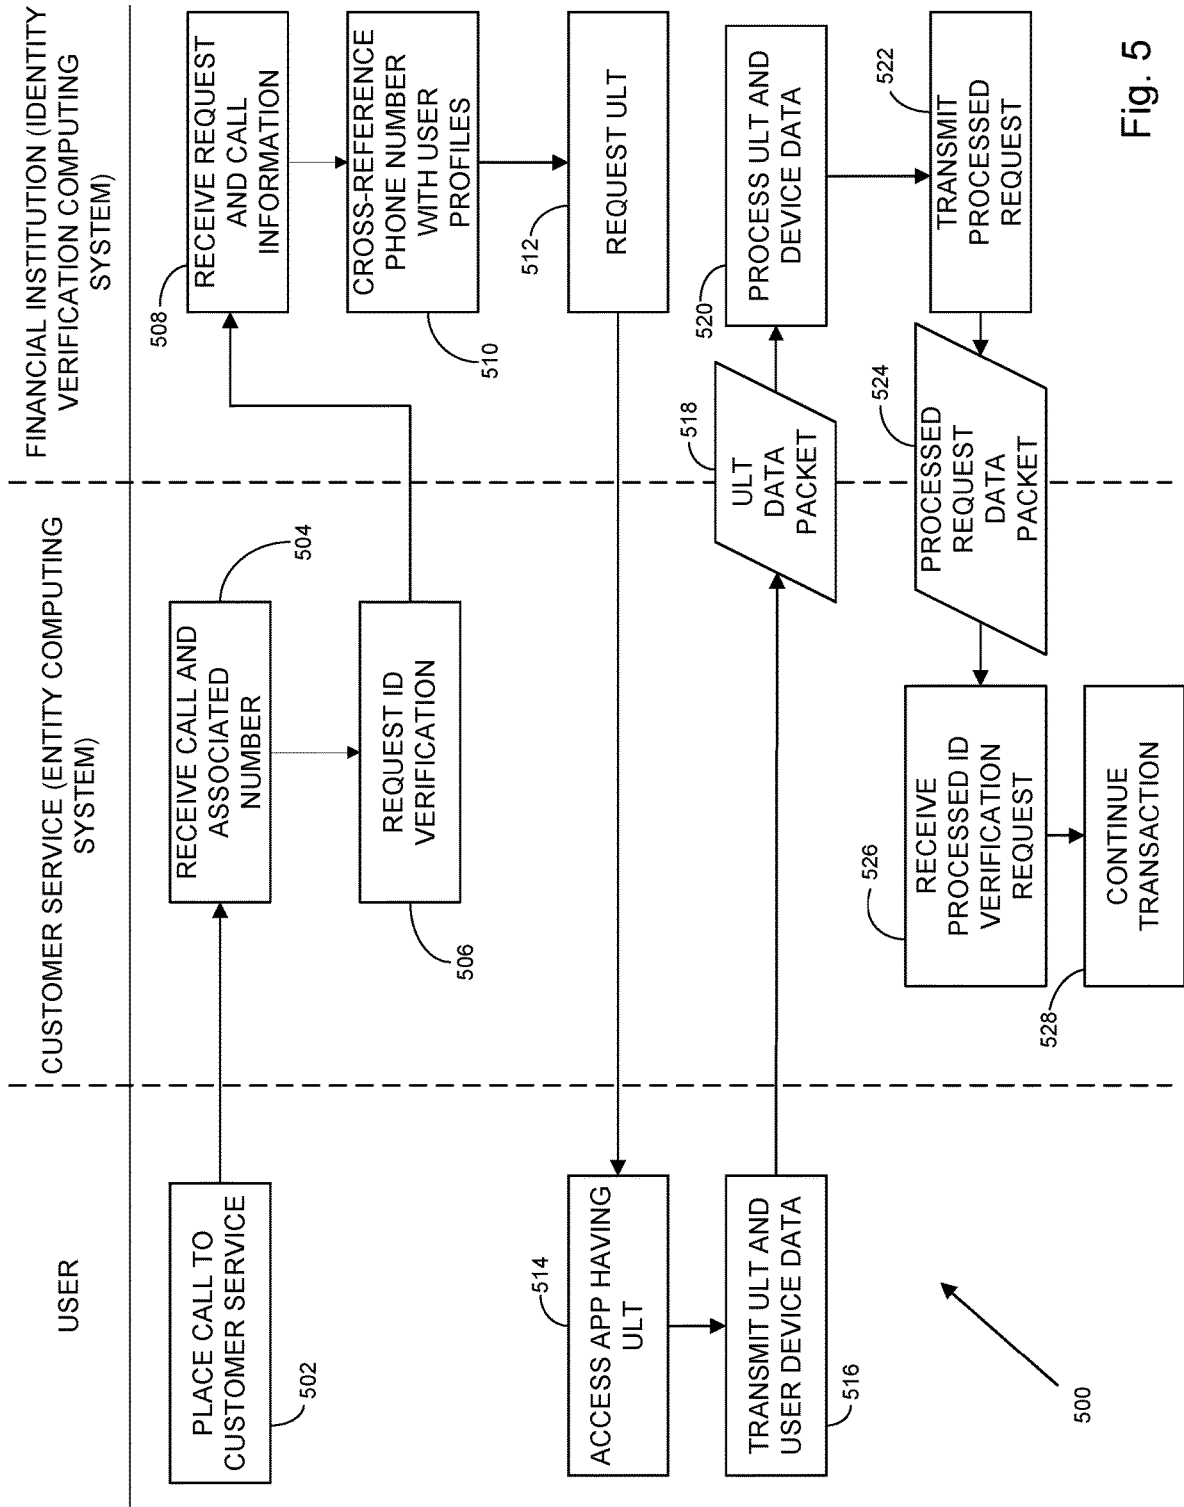 USER
CUSTOMER SERVICE (ENTITY COMPUTING
SYSTEM)
FINANCIAL INSTITUTION (IDENTITY
VERIFICATION COMPUTING
SYSTEM)
PLACE CALL TO
CUSTOMER SERVICE
502
RECEIVE CALL AND
ASSOCIATED
NUMBER
504
REQUEST ID
VERIFICATION
506
508
RECEIVE REQUEST
AND CALL
INFORMATION
CROSS-REFERENCE
PHONE NUMBER
WITH USER
PROFILES
510
512
REQUEST ULT
514
ACCESS APP HAVING
ULT
TRANSMIT ULT AND
USER DEVICE DATA
516
518
ULT
DATA
PACKET
520
PROCESS ULT AND
DEVICE DATA
522
TRANSMIT
PROCESSED
REQUEST
524
PROCESSED
REQUEST
DATA
PACKET
526
RECEIVE
PROCESSED ID
VERIFICATION
REQUEST
528
CONTINUE
TRANSACTION
500
Fig. 5